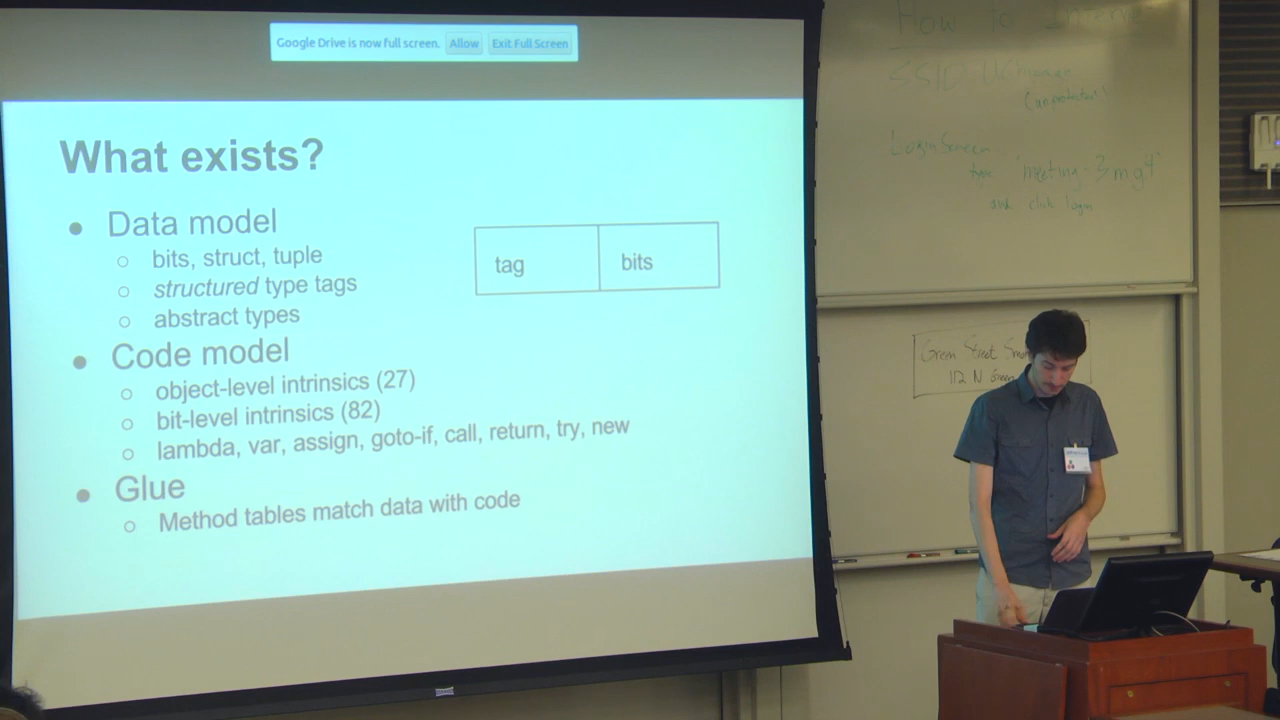 Google Drive is now full screen. Allow Exit Full Screen
What exists?
● Data model
○ bits, struct, tuple
○ structured type tags
○ abstract types
tag bits
● Code model
○ object-level intrinsics (27)
○ bit-level intrinsics (82)
○ lambda, var, assign, goto-if, call, return, try, new
● Glue
○ Method tables match data with code
How to
SSID
Login Screen
type "meeting 3mg4"
and click login
Green Street
112 N Green